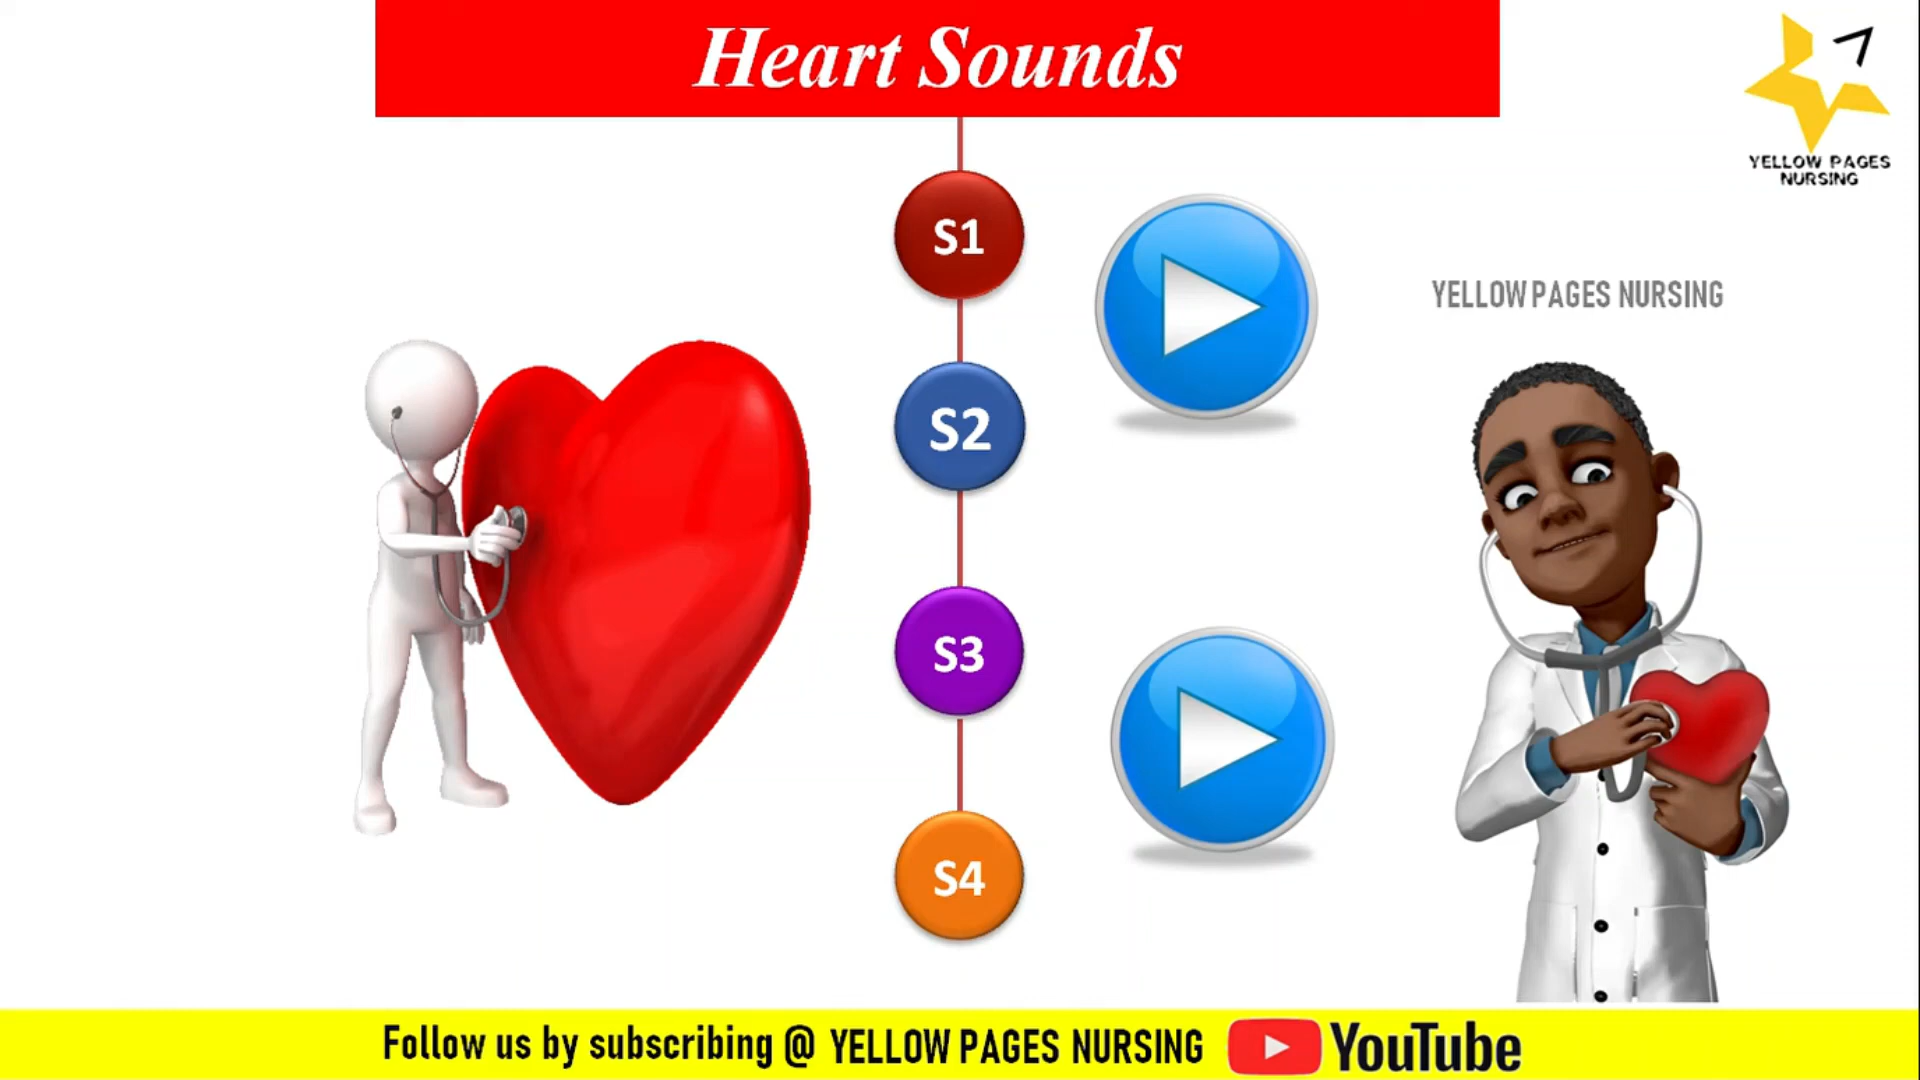 Heart Sounds
YELLOW PAGES
NURSING
S1
YELLOW PAGES NURSING
S2
S3
S4
Follow us by subscribing @ YELLOW PAGES NURSING YouTube